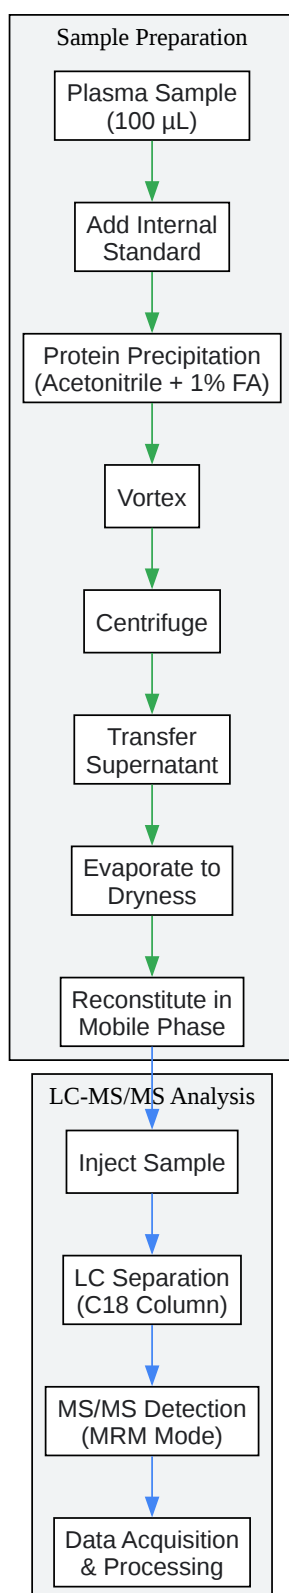 Sample Preparation
Plasma Sample
(100 µL)
Add Internal
Standard
Protein Precipitation
(Acetonitrile + 1% FA)
Vortex
Centrifuge
Transfer
Supernatant
Evaporate to
Dryness
Reconstitute in
Mobile Phase
LC-MS/MS Analysis
Inject Sample
LC Separation
(C18 Column)
MS/MS Detection
(MRM Mode)
Data Acquisition
& Processing